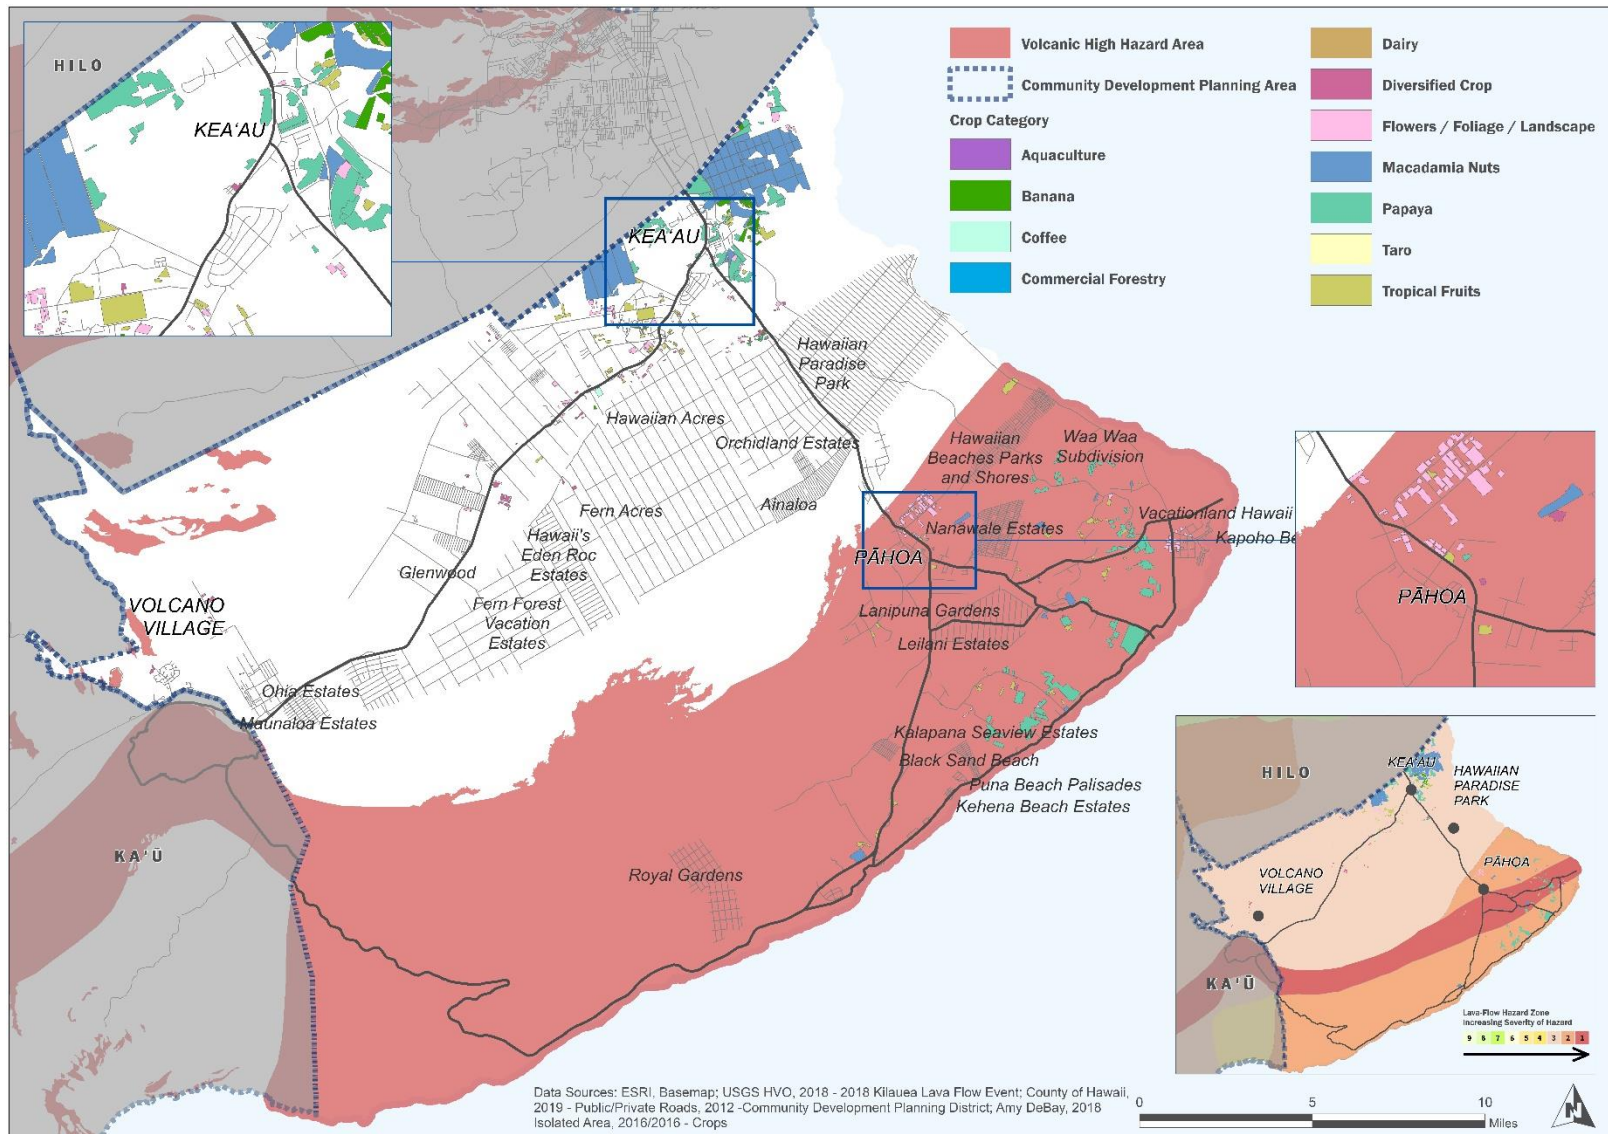 HILO
KEA‘AU
Volcanic High Hazard Area
Community Development Planning Area
Crop Category
Aquaculture
Banana
Coffee
Commercial Forestry
Dairy
Diversified Crop
Flowers / Foliage / Landscape
Macadamia Nuts
Papaya
Taro
Tropical Fruits
KEA‘AU
Hawaiian
Paradise
Park
Hawaiian Acres
Orchidland Estates
Hawaiian
Beaches Parks
and Shores
Waa Waa
Subdivision
Ainaloa
Fern Acres
Vacationland Hawaii
Nanawale Estates
Kapoho Be
Hawaii's
Eden Roc
Estates
PĀHOA
Glenwood
VOLCANO
VILLAGE
Fern Forest
Vacation
Estates
Lanipuna Gardens
Leilani Estates
Ohia Estates
Maunaloa Estates
Kalapana Seaview Estates
Black Sand Beach
Puna Beach Palisades
Kehena Beach Estates
KA‘Ū
Royal Gardens
PĀHOA
HILO
KEA‘AU
HAWAIIAN
PARADISE
PARK
PĀHOA
VOLCANO
VILLAGE
KA‘Ū
Lava-Flow Hazard Zone
Increasing Severity of Hazard
9 8 7 6 5 4 3 2 1
Data Sources: ESRI, Basemap; USGS HVO, 2018 - 2018 Kilauea Lava Flow Event; County of Hawaii,
2019 - Public/Private Roads, 2012 -Community Development Planning District; Amy DeBay, 2018
Isolated Area, 2016/2016 - Crops
0 5 10
Miles
N